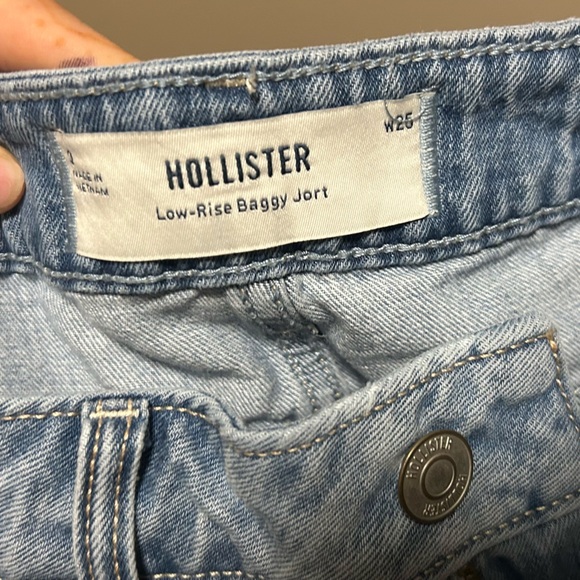 W25
HOLLISTER
MADE IN
VIETNAM
Low-Rise Baggy Jort
HOLLISTER